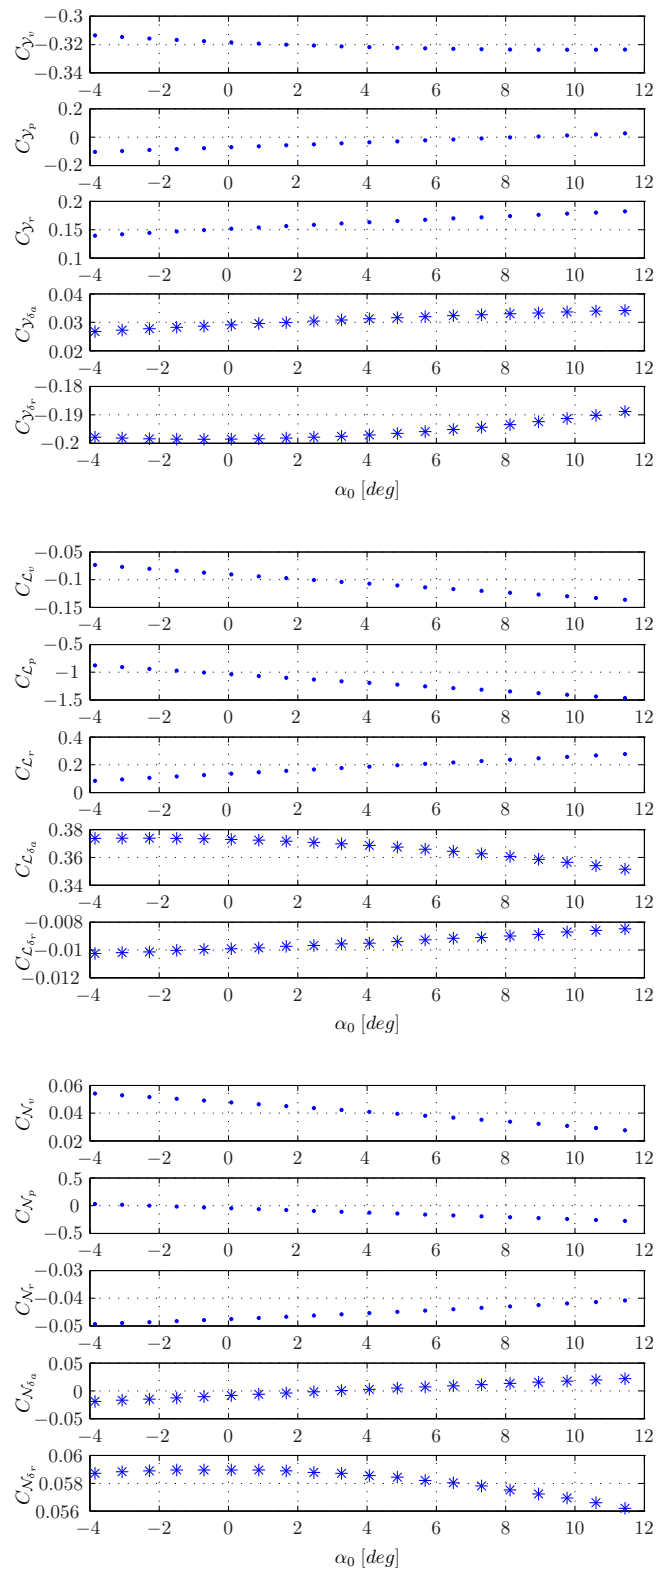 −0.3
−0.32
−0.34
C_{𝒴_v}
−4 −2 0 2 4 6 8 10 12
0.2
0
−0.2
C_{𝒴_p}
−4 −2 0 2 4 6 8 10 12
0.2
0.15
0.1
C_{𝒴_r}
−4 −2 0 2 4 6 8 10 12
0.04
0.03
0.02
C_{𝒴_{δ_a}}
−4 −2 0 2 4 6 8 10 12
−0.18
−0.19
−0.2
C_{𝒴_{δ_r}}
−4 −2 0 2 4 6 8 10 12
α₀ [deg]
−0.05
−0.1
−0.15
C_{ℒ_v}
−4 −2 0 2 4 6 8 10 12
−0.5
−1
−1.5
C_{ℒ_p}
−4 −2 0 2 4 6 8 10 12
0.4
0.2
0
C_{ℒ_r}
−4 −2 0 2 4 6 8 10 12
0.38
0.36
0.34
C_{ℒ_{δ_a}}
−4 −2 0 2 4 6 8 10 12
−0.008
−0.01
−0.012
C_{ℒ_{δ_r}}
−4 −2 0 2 4 6 8 10 12
α₀ [deg]
0.06
0.04
0.02
C_{𝒩_v}
−4 −2 0 2 4 6 8 10 12
0.5
0
−0.5
C_{𝒩_p}
−4 −2 0 2 4 6 8 10 12
−0.03
−0.04
−0.05
C_{𝒩_r}
−4 −2 0 2 4 6 8 10 12
0.05
0
−0.05
C_{𝒩_{δ_a}}
−4 −2 0 2 4 6 8 10 12
0.06
0.058
0.056
C_{𝒩_{δ_r}}
−4 −2 0 2 4 6 8 10 12
α₀ [deg]